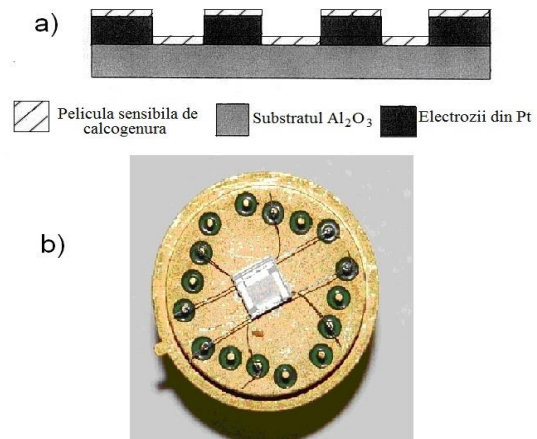 a)
Pelicula sensibila de
calcogenura
Substratul Al₂O₃
Electrozii din Pt
b)